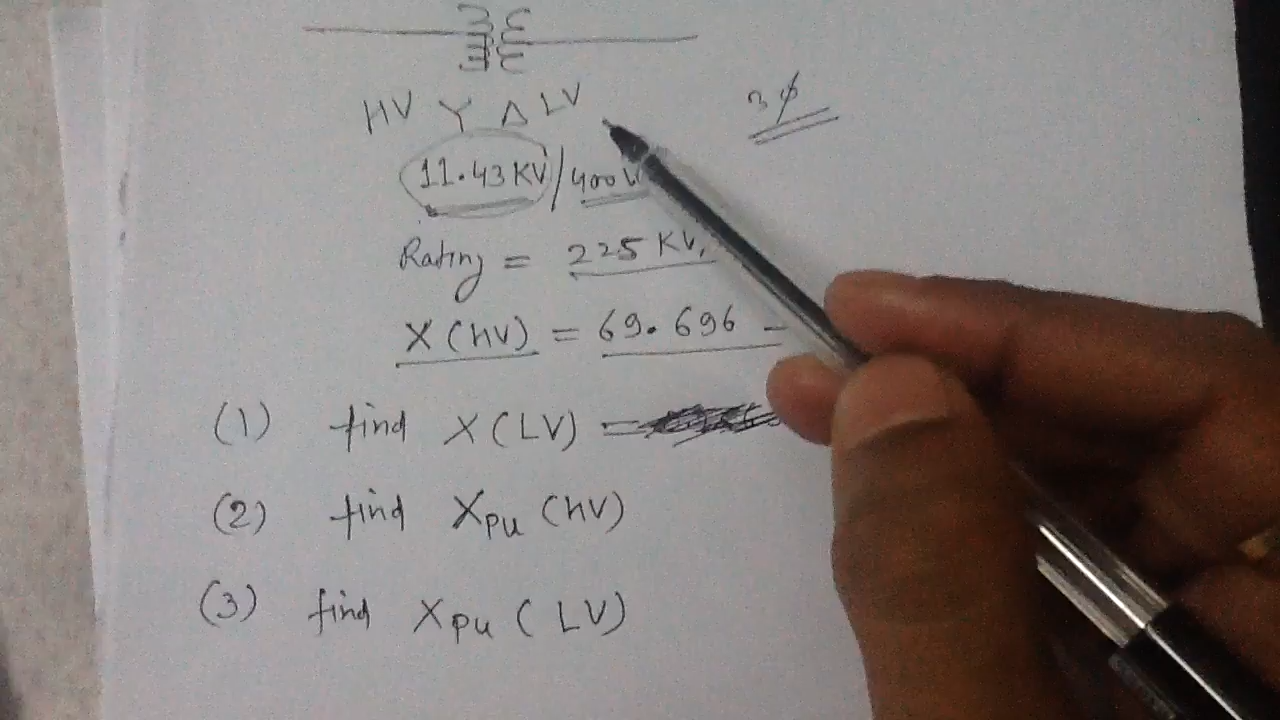 HV Y Δ LV
3φ
11.43 KV / 400
Rating = 225 KV
X (hv) = 69.696
(1) find X (LV) =
(2) find Xpu (hv)
(3) find Xpu ( LV)